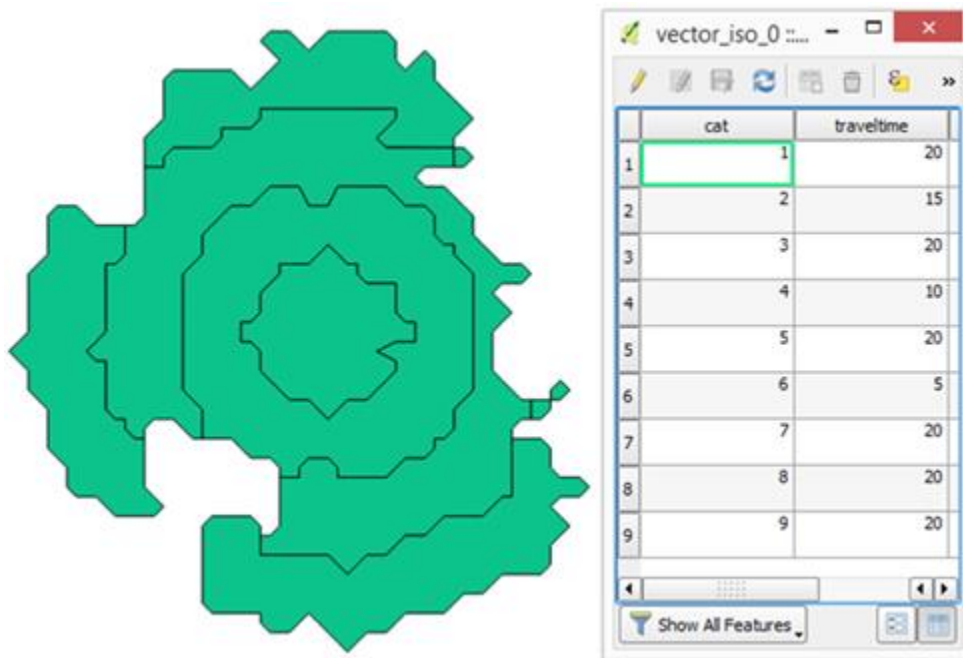 vector_iso_0 ::...
ε
»
cat traveltime
1 1 20
2 2 15
3 3 20
4 4 10
5 5 20
6 6 5
7 7 20
8 8 20
9 9 20
Show All Features